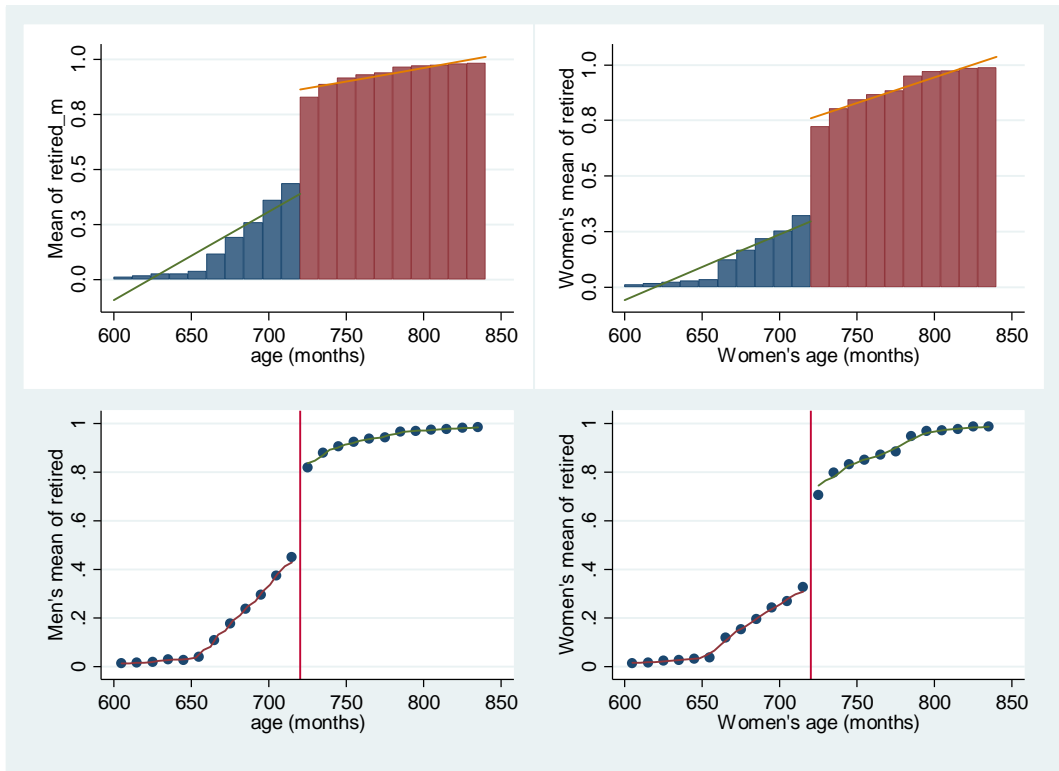 Mean of retired_m
1.0
0.8
0.5
0.3
0.0
600 650 700 750 800 850
age (months)
Women's mean of retired
1.0
0.8
0.5
0.3
0.0
600 650 700 750 800 850
Women's age (months)
Men's mean of retired
1
.8
.6
.4
.2
0
600 650 700 750 800 850
age (months)
Women's mean of retired
1
.8
.6
.4
.2
0
600 650 700 750 800 850
Women's age (months)